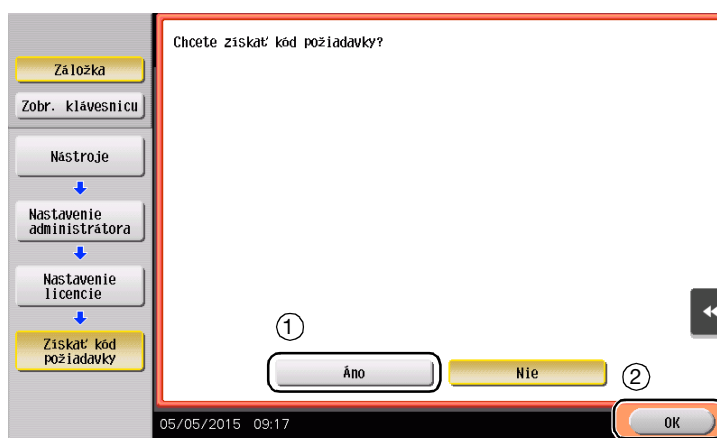 Chcete získať kód požiadavky?
Záložka
Zobr. klávesnicu
Nástroje
Nastavenie
administrátora
Nastavenie
licencie
Získať kód
požiadavky
1
Áno
Nie
2
05/05/2015 09:17
OK